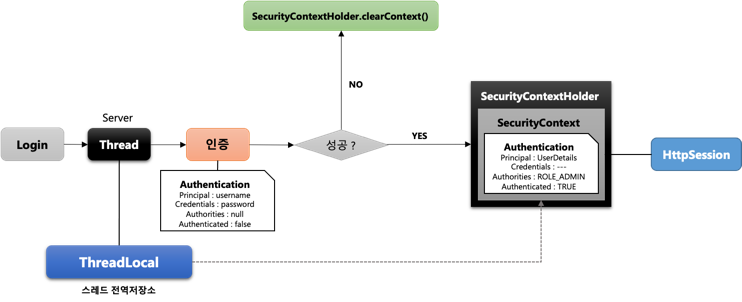 SecurityContextHolder.clearContext()
NO
Server
Login
Thread
인증
성공 ?
YES
SecurityContextHolder
SecurityContext
Authentication
Principal : UserDetails
Credentials : ---
Authorities : ROLE_ADMIN
Authenticated : TRUE
HttpSession
Authentication
Principal : username
Credentials : password
Authorities : null
Authenticated : false
ThreadLocal
스레드 전역저장소